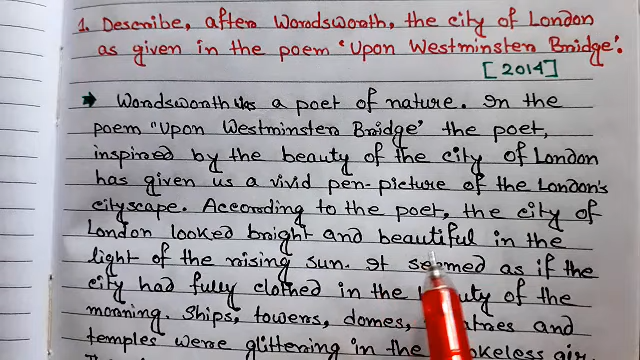 1. Describe, after Wordsworth, the city of London
as given in the poem 'Upon Westminster Bridge'.
[2014]
→ Wordsworth was a poet of nature. In the
poem 'Upon Westminster Bridge' the poet,
inspired by the beauty of the city of London
has given us a vivid pen-picture of the London's
cityscape. According to the poet, the city of
London looked bright and beautiful in the
light of the rising sun. It seemed as if the
city had fully clothed in the of the
morning. Ships, towers, domes, and
temples were glittering in the air.